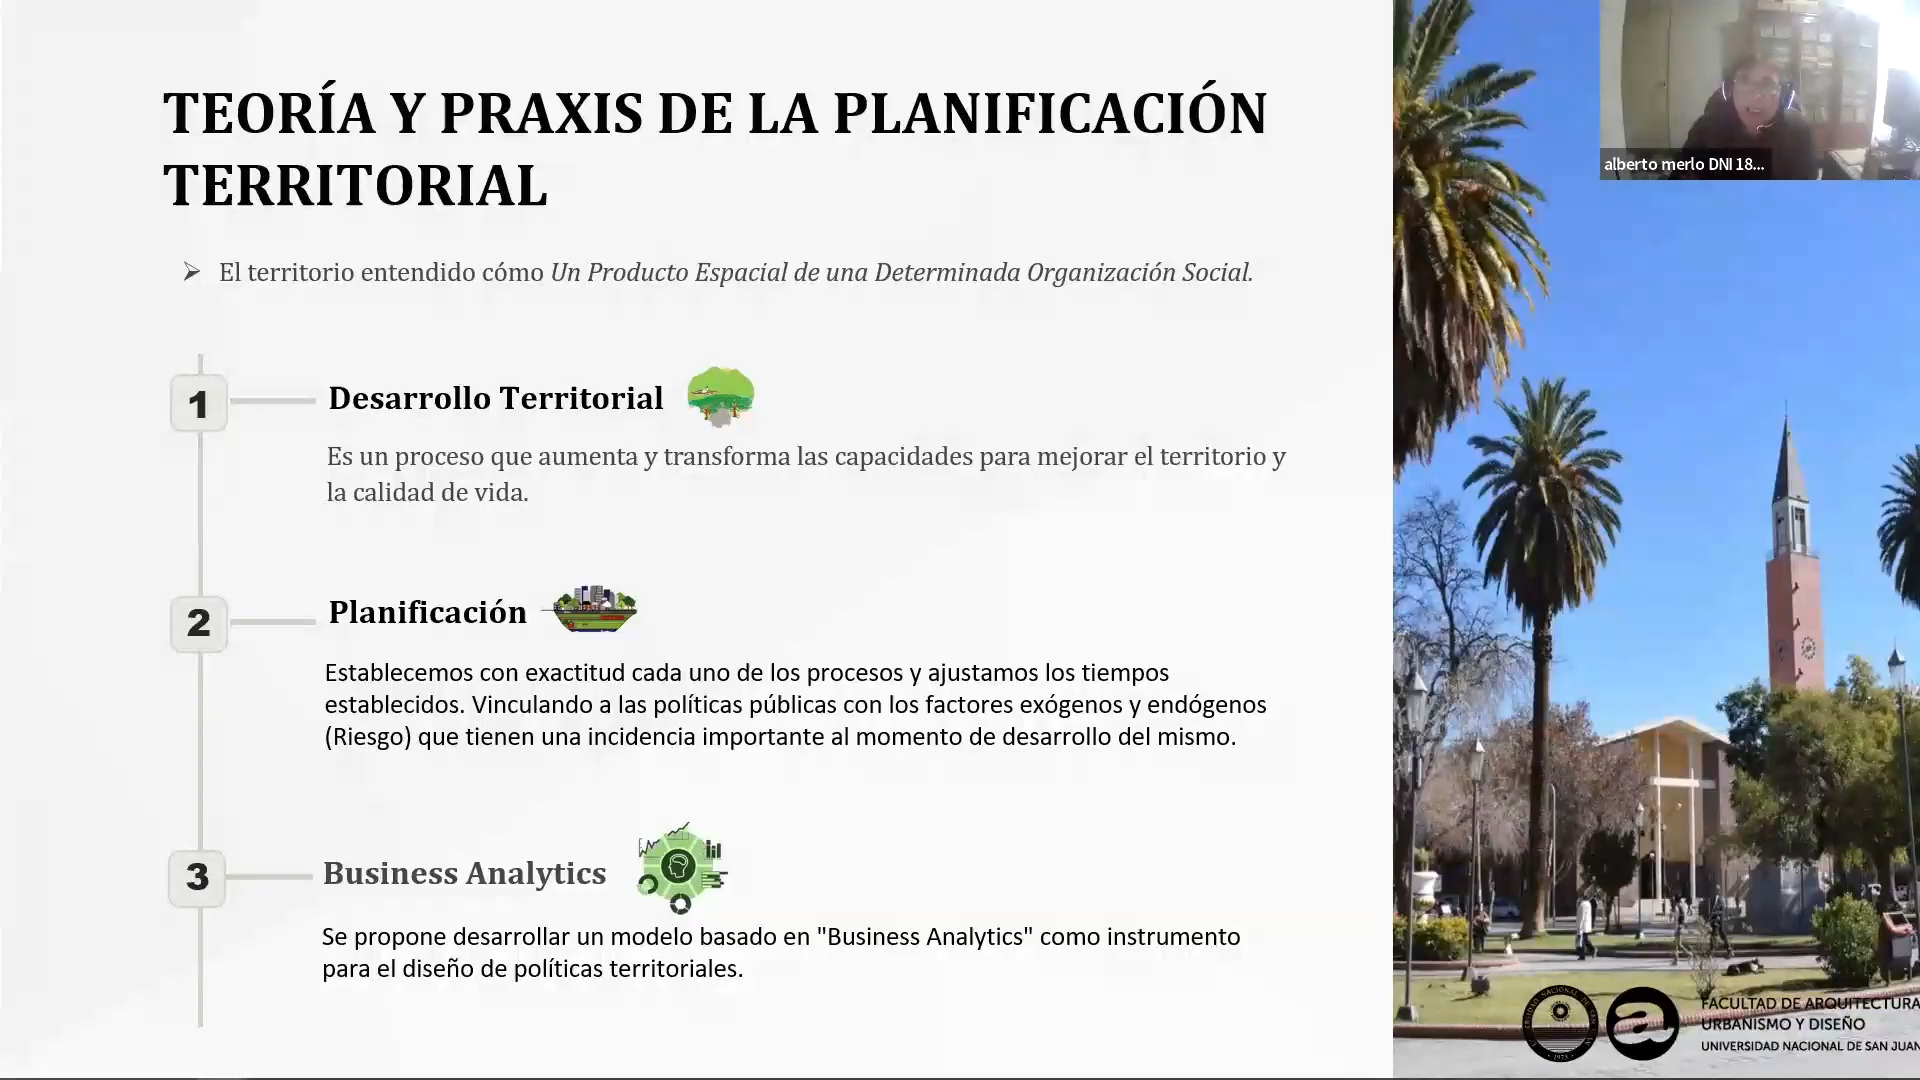 TEORÍA Y PRAXIS DE LA PLANIFICACIÓN
TERRITORIAL
➢ El territorio entendido cómo Un Producto Espacial de una Determinada Organización Social.
1
Desarrollo Territorial
Es un proceso que aumenta y transforma las capacidades para mejorar el territorio y
la calidad de vida.
2
Planificación
Establecemos con exactitud cada uno de los procesos y ajustamos los tiempos
establecidos. Vinculando a las políticas públicas con los factores exógenos y endógenos
(Riesgo) que tienen una incidencia importante al momento de desarrollo del mismo.
3
Business Analytics
Se propone desarrollar un modelo basado en "Business Analytics" como instrumento
para el diseño de políticas territoriales.
alberto merlo DNI 18...
FACULTAD DE ARQUITECTURA
URBANISMO Y DISEÑO
UNIVERSIDAD NACIONAL DE SAN JUAN